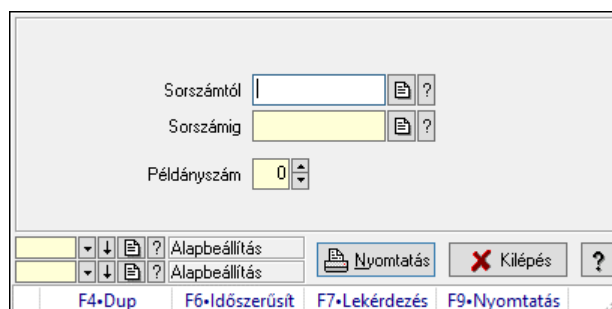 Sorszámtól ?
Sorszámig ?
Példányszám 0
? Alapbeállítás
? Alapbeállítás
Nyomtatás Kilépés ?
F4•Dup F6•Időszerűsít F7•Lekérdezés F9•Nyomtatás